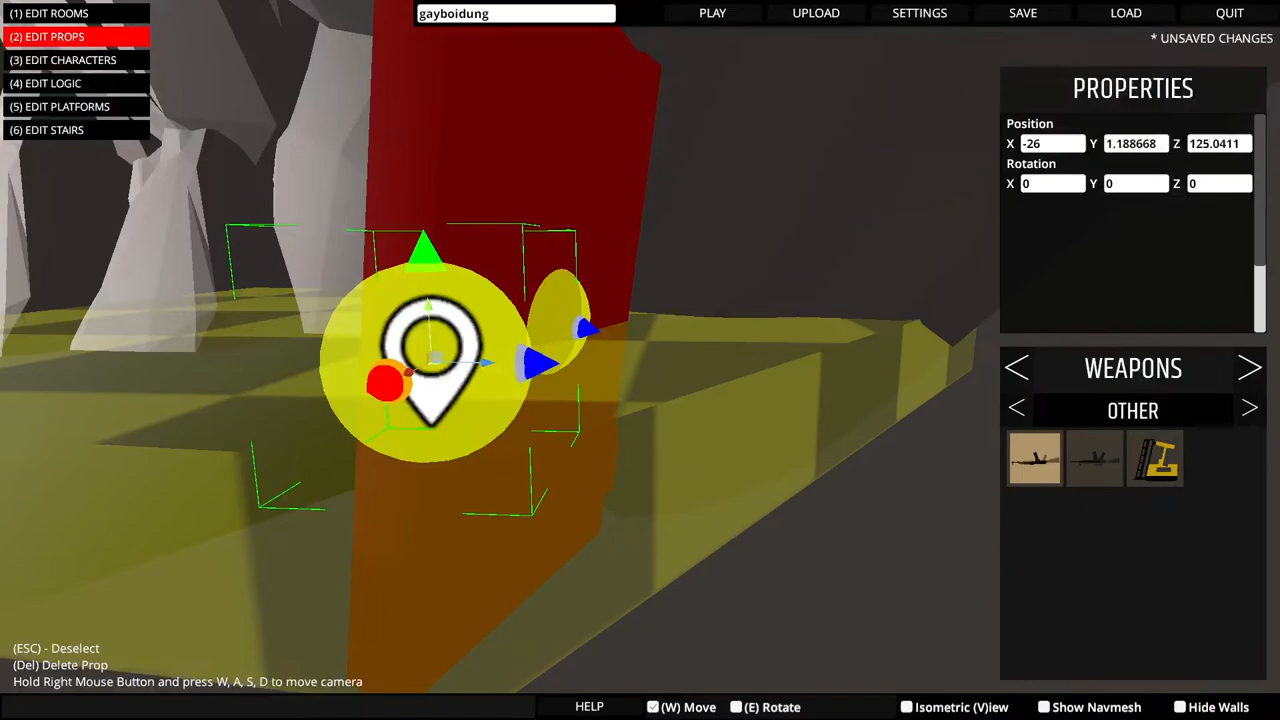 (1) EDIT ROOMS
(2) EDIT PROPS
(3) EDIT CHARACTERS
(4) EDIT LOGIC
(5) EDIT PLATFORMS
(6) EDIT STAIRS
gayboidung
PLAY
UPLOAD
SETTINGS
SAVE
LOAD
QUIT
* UNSAVED CHANGES
PROPERTIES
Position
X -26 Y 1.188668 Z 125.0411
Rotation
X 0 Y 0 Z 0
WEAPONS
OTHER
(ESC) - Deselect
(Del) Delete Prop
Hold Right Mouse Button and press W, A, S, D to move camera
HELP
(W) Move
(E) Rotate
Isometric (V)iew
Show Navmesh
Hide Walls